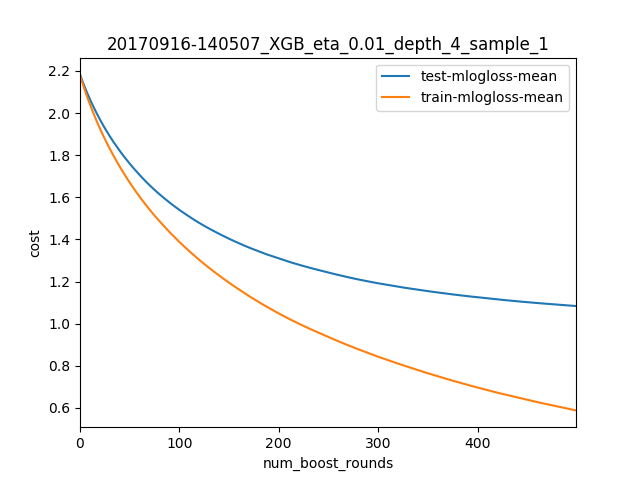 20170916-140507_XGB_eta_0.01_depth_4_sample_1
test-mlogloss-mean
train-mlogloss-mean
cost
2.2
2.0
1.8
1.6
1.4
1.2
1.0
0.8
0.6
0 100 200 300 400
num_boost_rounds